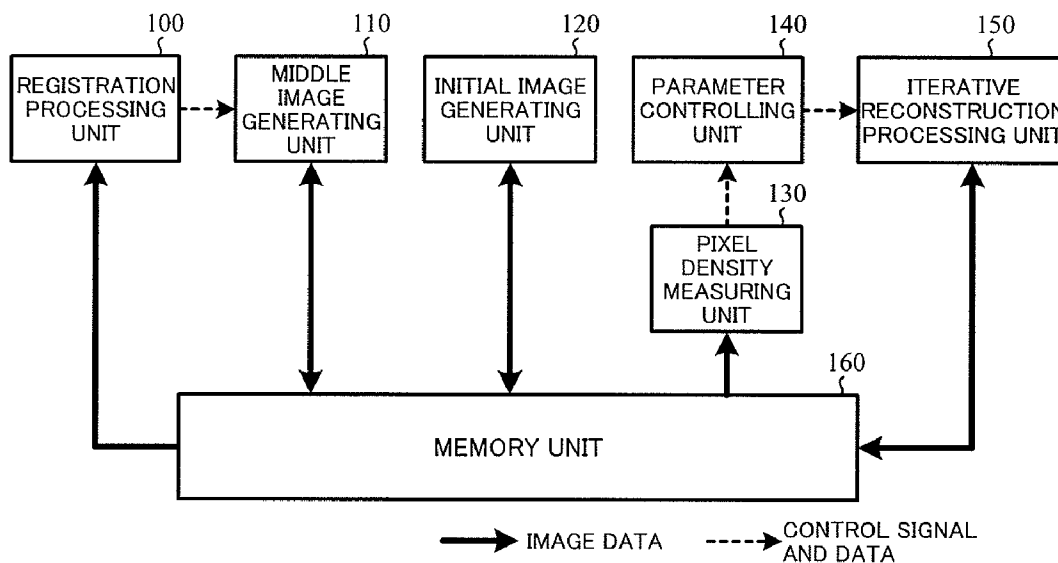 100
REGISTRATION
PROCESSING
UNIT
110
MIDDLE
IMAGE
GENERATING
UNIT
120
INITIAL IMAGE
GENERATING
UNIT
140
PARAMETER
CONTROLLING
UNIT
150
ITERATIVE
RECONSTRUCTION
PROCESSING UNIT
130
PIXEL
DENSITY
MEASURING
UNIT
160
MEMORY UNIT
IMAGE DATA
CONTROL SIGNAL
AND DATA